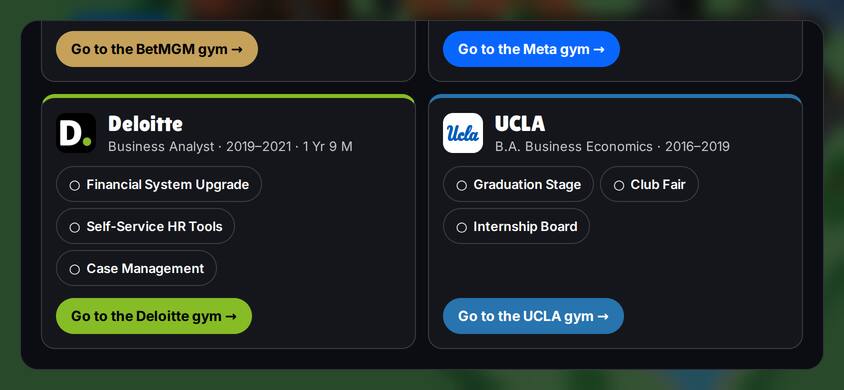 Go to the BetMGM gym →
Go to the Meta gym →
D.
Deloitte
Business Analyst · 2019–2021 · 1 Yr 9 M
Financial System Upgrade
Self-Service HR Tools
Case Management
Go to the Deloitte gym →
Ucla
UCLA
B.A. Business Economics · 2016–2019
Graduation Stage
Club Fair
Internship Board
Go to the UCLA gym →